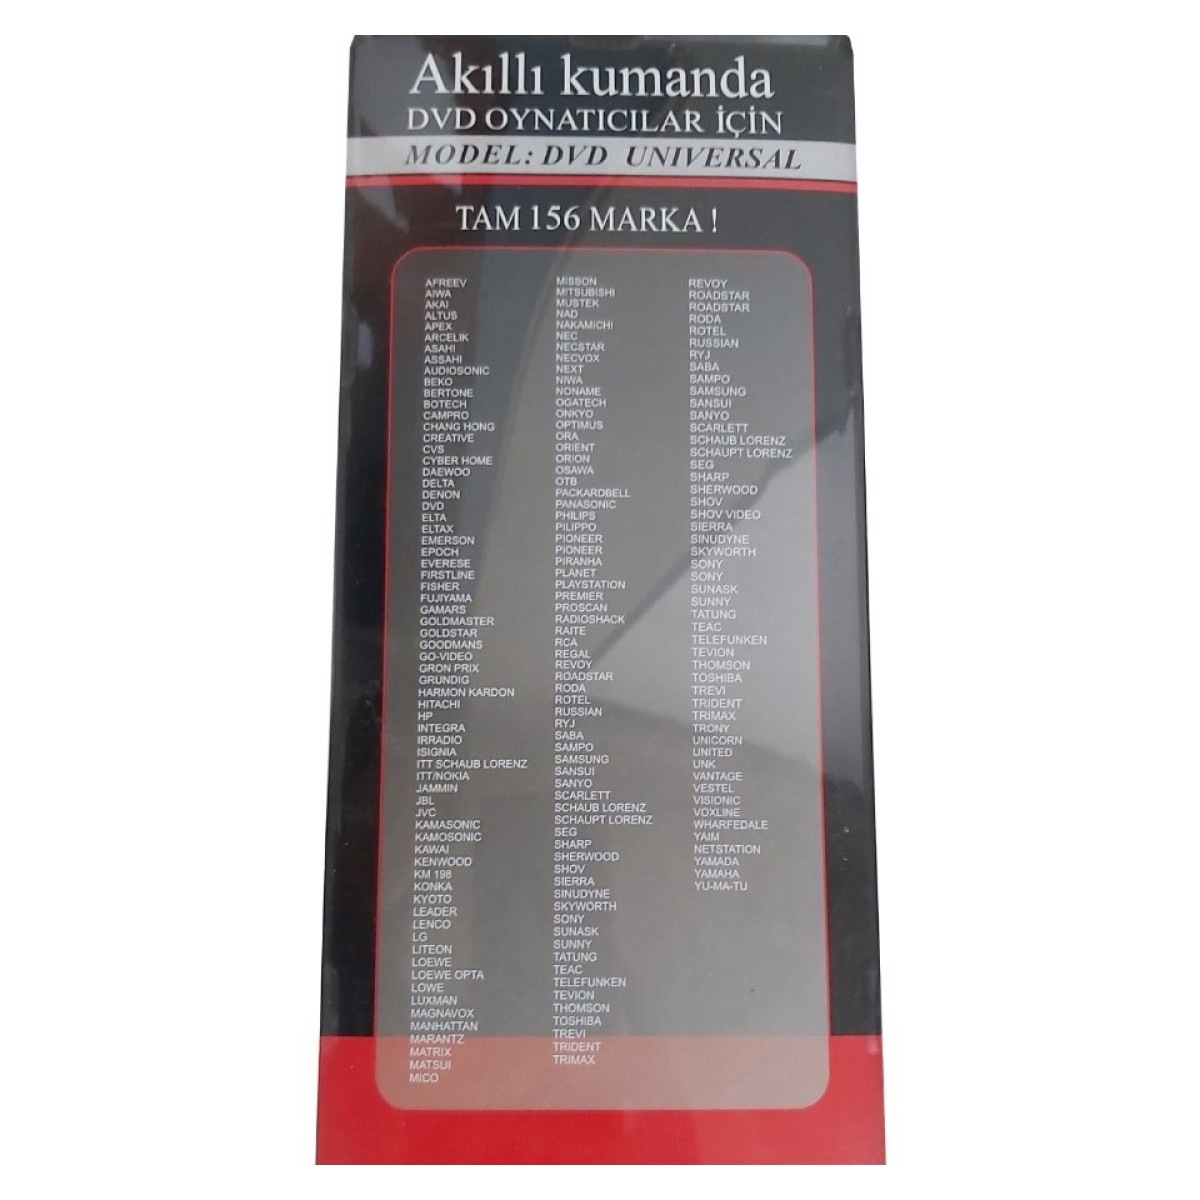 Akıllı kumanda
DVD OYNATICILAR İÇİN
MODEL: DVD UNIVERSAL
TAM 156 MARKA !
AFREEV
AIWA
AKAI
ALTUS
APEX
ARCELIK
ASAHI
ASSAHI
AUDIOSONIC
BEKO
BERTONE
BOTECH
CAMPRO
CHANG HONG
CREATIVE
CVS
CYBER HOME
DAEWOO
DELTA
DENON
DVD
ELTA
ELTAX
EMERSON
EPOCH
EVERESE
FIRSTLINE
FISHER
FUJIYAMA
GAMARS
GOLDMASTER
GOLDSTAR
GOODMANS
GO-VIDEO
GRON PRIX
GRUNDIG
HARMON KARDON
HITACHI
HP
INTEGRA
IRRADIO
ISIGNIA
ITT SCHAUB LORENZ
ITT/NOKIA
JAMMIN
JBL
JVC
KAMASONIC
KAMOSONIC
KAWAI
KENWOOD
KM 198
KONKA
KYOTO
LEADER
LENCO
LG
LITEON
LOEWE
LOEWE OPTA
LOWE
LUXMAN
MAGNAVOX
MANHATTAN
MARANTZ
MATRIX
MATSUI
MICO
MISSON
MITSUBISHI
MUSTEK
NAD
NAKAMICHI
NEC
NECSTAR
NECVOX
NEXT
NIWA
NONAME
OGATECH
ONKYO
OPTIMUS
ORA
ORIENT
ORION
OSAWA
OTB
PACKARDBELL
PANASONIC
PHILIPS
PILIPPO
PIONEER
PIONEER
PIRANHA
PLANET
PLAYSTATION
PREMIER
PROSCAN
RADIOSHACK
RAITE
RCA
REGAL
REVOY
ROADSTAR
RODA
ROTEL
RUSSIAN
RYJ
SABA
SAMPO
SAMSUNG
SANSUI
SANYO
SCARLETT
SCHAUB LORENZ
SCHAUPT LORENZ
SEG
SHARP
SHERWOOD
SHOV
SIERRA
SINUDYNE
SKYWORTH
SONY
SUNASK
SUNNY
TATUNG
TEAC
TELEFUNKEN
TEVION
THOMSON
TOSHIBA
TREVI
TRIDENT
TRIMAX
REVOY
ROADSTAR
ROADSTAR
RODA
ROTEL
RUSSIAN
RYJ
SABA
SAMPO
SAMSUNG
SANSUI
SANYO
SCARLETT
SCHAUB LORENZ
SCHAUPT LORENZ
SEG
SHARP
SHERWOOD
SHOV
SHOV VIDEO
SIERRA
SINUDYNE
SKYWORTH
SONY
SONY
SUNASK
SUNNY
TATUNG
TEAC
TELEFUNKEN
TEVION
THOMSON
TOSHIBA
TREVI
TRIDENT
TRIMAX
TRONY
UNICORN
UNITED
UNK
VANTAGE
VESTEL
VISIONIC
VOXLINE
WHARFEDALE
YAIM
NETSTATION
YAMADA
YAMAHA
YU-MA-TU